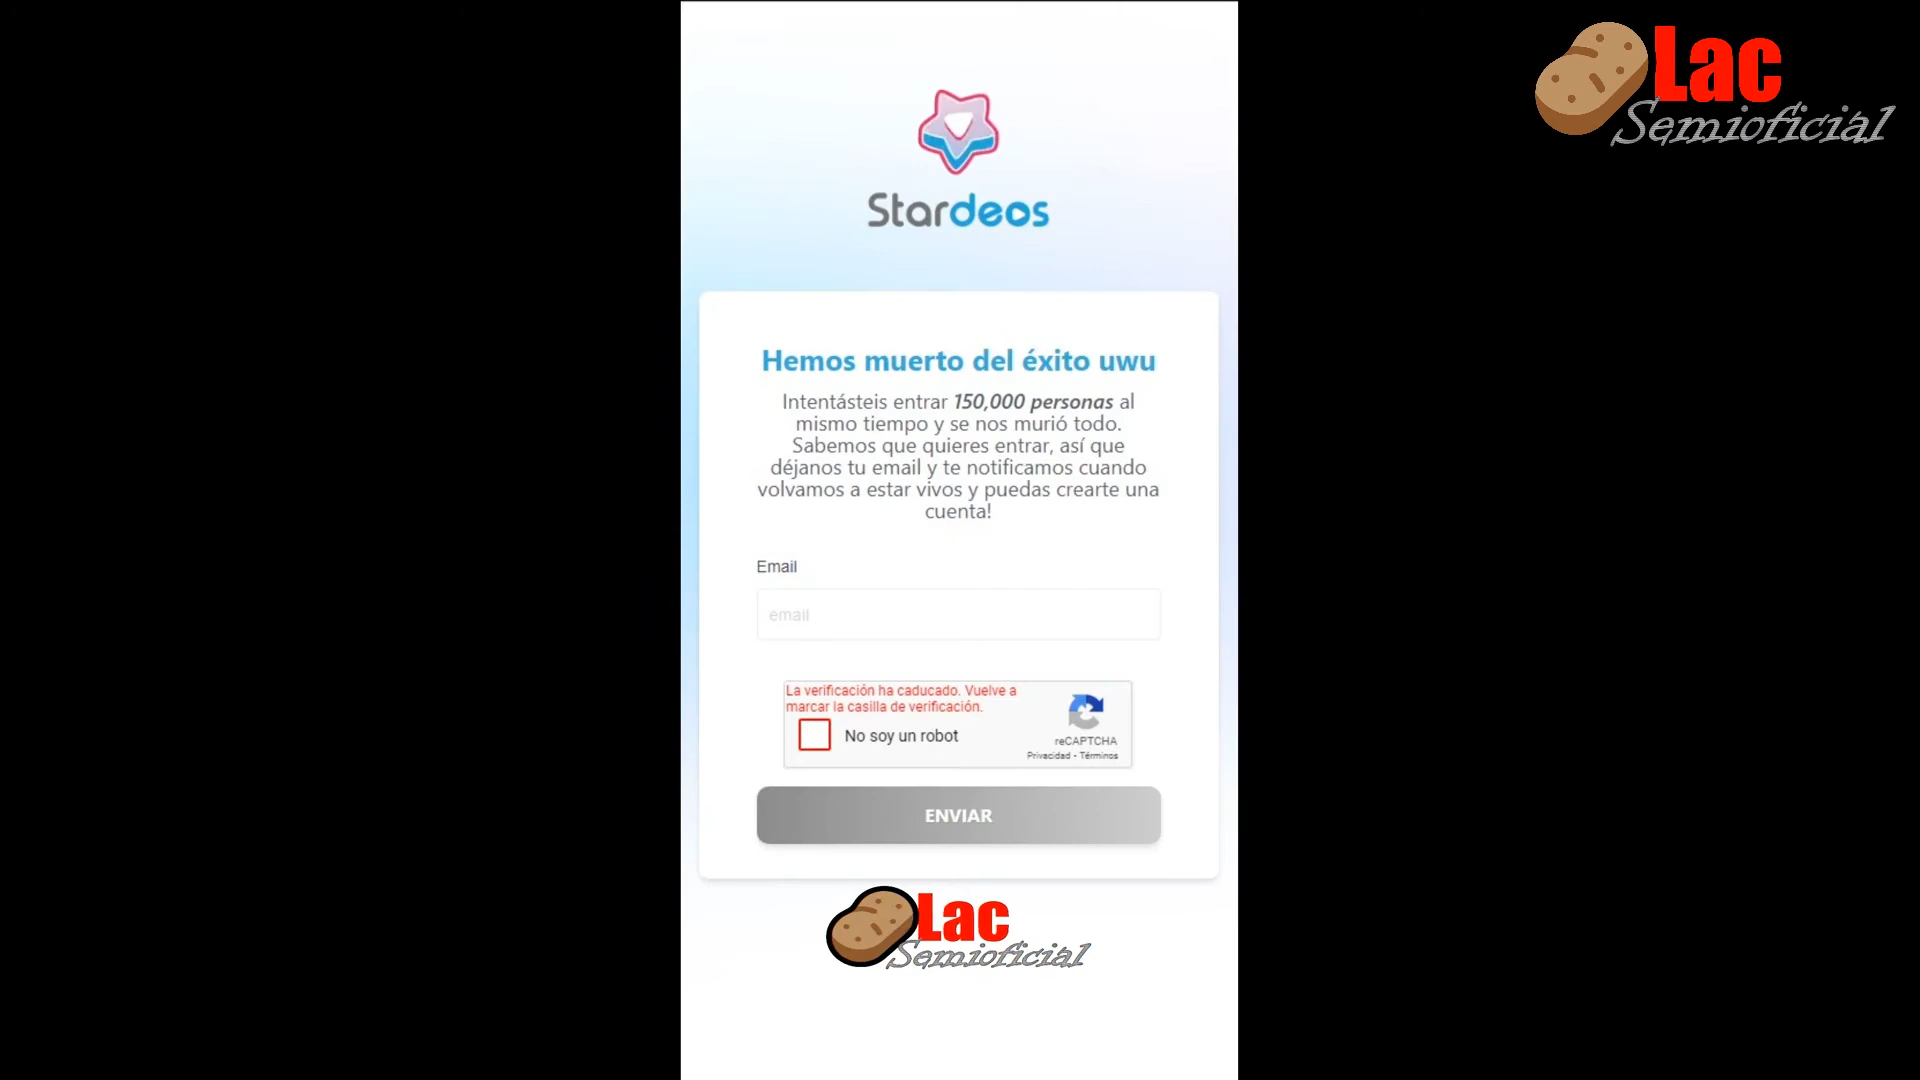 Lac
Semioficial
Stardeos
Hemos muerto del éxito uwu
Intentásteis entrar 150,000 personas al
mismo tiempo y se nos murió todo.
Sabemos que quieres entrar, así que
déjanos tu email y te notificamos cuando
volvamos a estar vivos y puedas crearte una
cuenta!
Email
email
La verificación ha caducado. Vuelve a
marcar la casilla de verificación.
No soy un robot
reCAPTCHA
Privacidad - Términos
ENVIAR
Lac
Semioficial